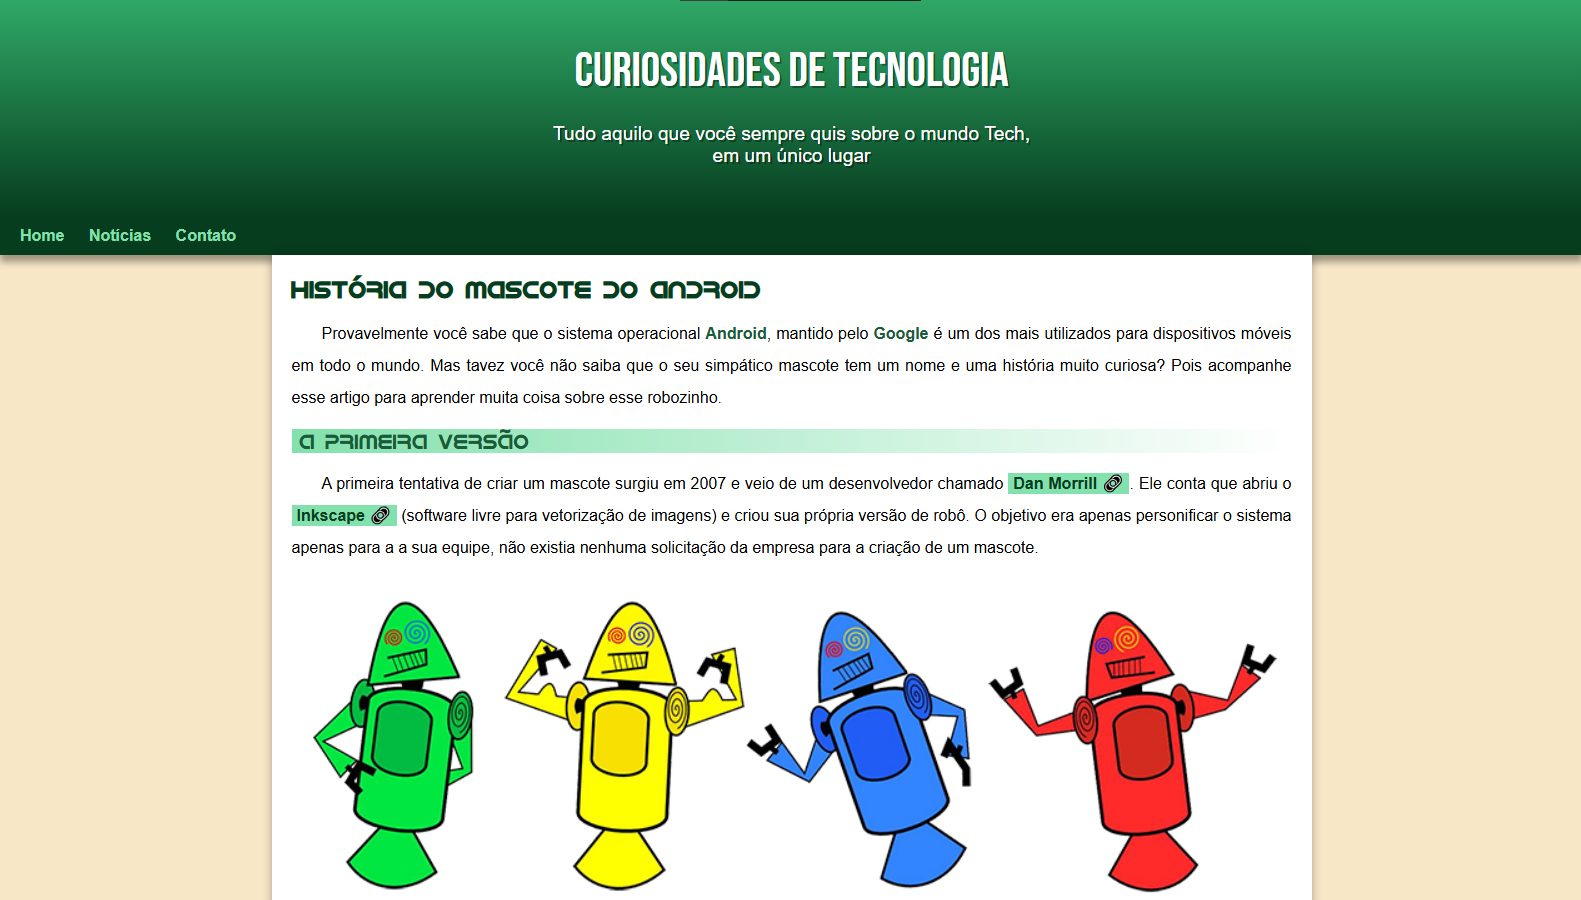 CURIOSIDADES DE TECNOLOGIA
Tudo aquilo que você sempre quis sobre o mundo Tech,
em um único lugar
Home Notícias Contato
HISTÓRIA DO MASCOTE DO ANDROID
Provavelmente você sabe que o sistema operacional Android, mantido pelo Google é um dos mais utilizados para dispositivos móveis
em todo o mundo. Mas tavez você não saiba que o seu simpático mascote tem um nome e uma história muito curiosa? Pois acompanhe
esse artigo para aprender muita coisa sobre esse robozinho.
A PRIMEIRA VERSÃO
A primeira tentativa de criar um mascote surgiu em 2007 e veio de um desenvolvedor chamado Dan Morrill . Ele conta que abriu o
Inkscape (software livre para vetorização de imagens) e criou sua própria versão de robô. O objetivo era apenas personificar o sistema
apenas para a a sua equipe, não existia nenhuma solicitação da empresa para a criação de um mascote.